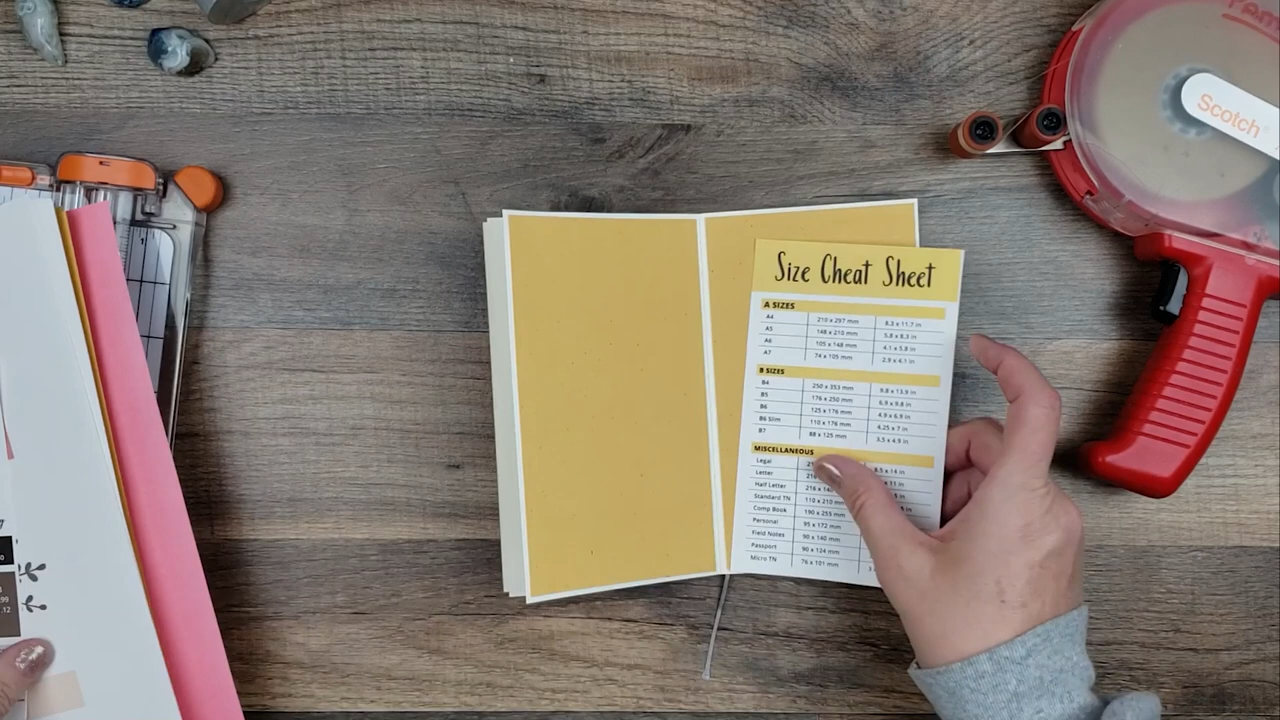 Scotch
Size Cheat Sheet
A SIZES
A4 210 x 297 mm 8.3 x 11.7 in
A5 148 x 210 mm 5.8 x 8.3 in
A6 105 x 148 mm 4.1 x 5.8 in
A7 74 x 105 mm 2.9 x 4.1 in
B SIZES
B4 250 x 353 mm 9.8 x 13.9 in
B5 176 x 250 mm 6.9 x 9.8 in
B6 125 x 176 mm 4.9 x 6.9 in
B6 Slim 110 x 176 mm 4.25 x 7 in
B7 88 x 125 mm 3.5 x 4.9 in
MISCELLANEOUS
Legal 8.5 x 14 in
Letter x 11 in
Half Letter 216 x in
Standard TN 110 x 210 in
Comp Book 190 x 255 mm
Personal 95 x 172 mm
Field Notes 90 x 140 mm
Passport 90 x 124 mm
Micro TN 76 x 101 mm 3